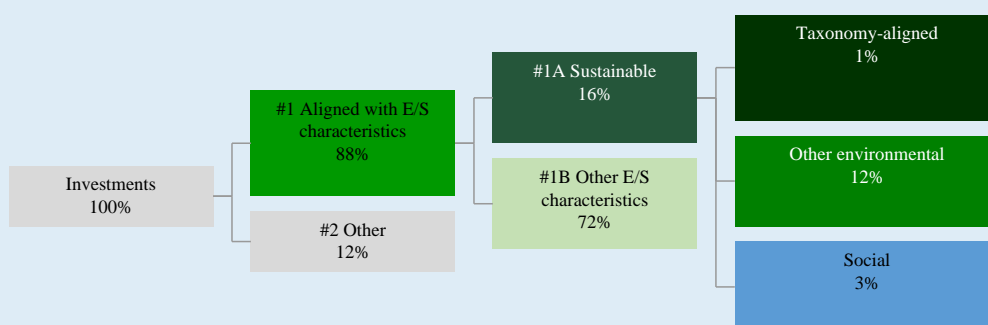 Investments
100%
#1 Aligned with E/S
characteristics
88%
#2 Other
12%
#1A Sustainable
16%
#1B Other E/S
characteristics
72%
Taxonomy-aligned
1%
Other environmental
12%
Social
3%